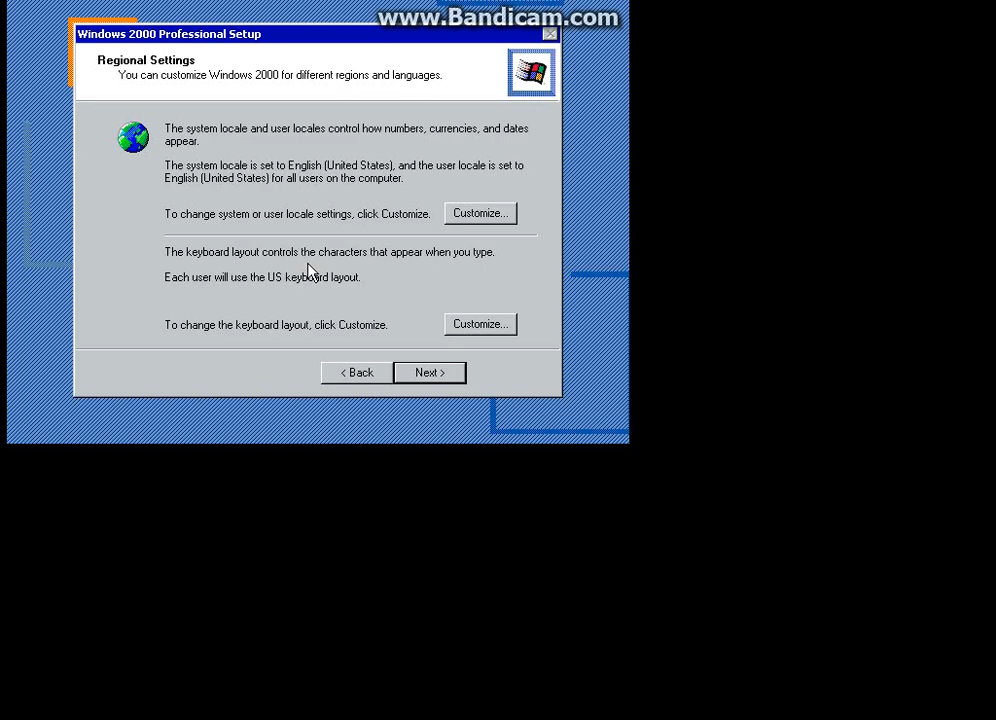 www.Bandicam.com
Windows 2000 Professional Setup
Regional Settings
You can customize Windows 2000 for different regions and languages.
The system locale and user locales control how numbers, currencies, and dates
appear.
The system locale is set to English (United States), and the user locale is set to
English (United States) for all users on the computer.
To change system or user locale settings, click Customize.
Customize...
The keyboard layout controls the characters that appear when you type.
Each user will use the US keyboard layout.
To change the keyboard layout, click Customize.
Customize...
< Back
Next >